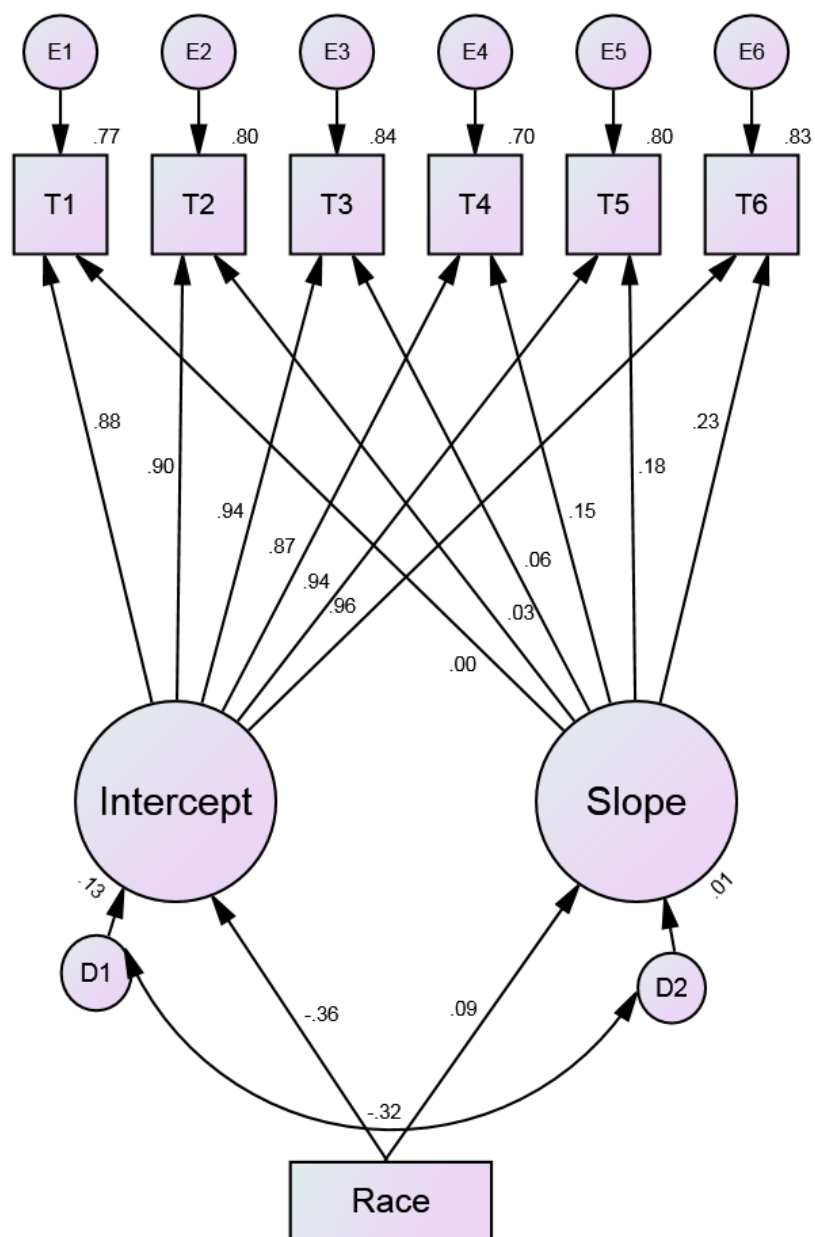 E1 E2 E3 E4 E5 E6
.77 .80 .84 .70 .80 .83
T1 T2 T3 T4 T5 T6
.88 .23
.90 .18
.94 .15
.87 .06
.94
.96 .03
.00
Intercept Slope
.13 .01
D1 D2
-.36 .09
-.32
Race